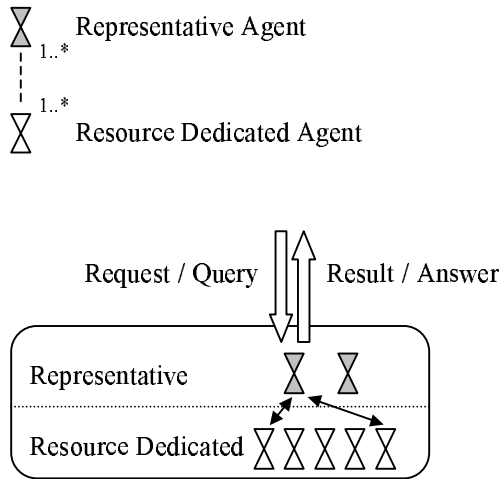 Representative Agent
1..*
1..*
Resource Dedicated Agent
Request / Query
Result / Answer
Representative
Resource Dedicated